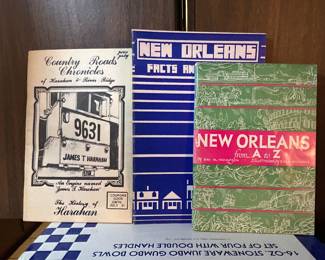 Country Roads
Chronicles
of Harahan & River Ridge
9631
JAMES T. HARAHAN
An Engine named
"James T. Harahan"
The History of
Harahan
NEW ORLEANS
FACTS AN
NEW ORLEANS
from A to Z
16-OZ. STONEWARE JUMBO GUMBO BOWLS
SET OF FOUR WITH DOUBLE HANDLES